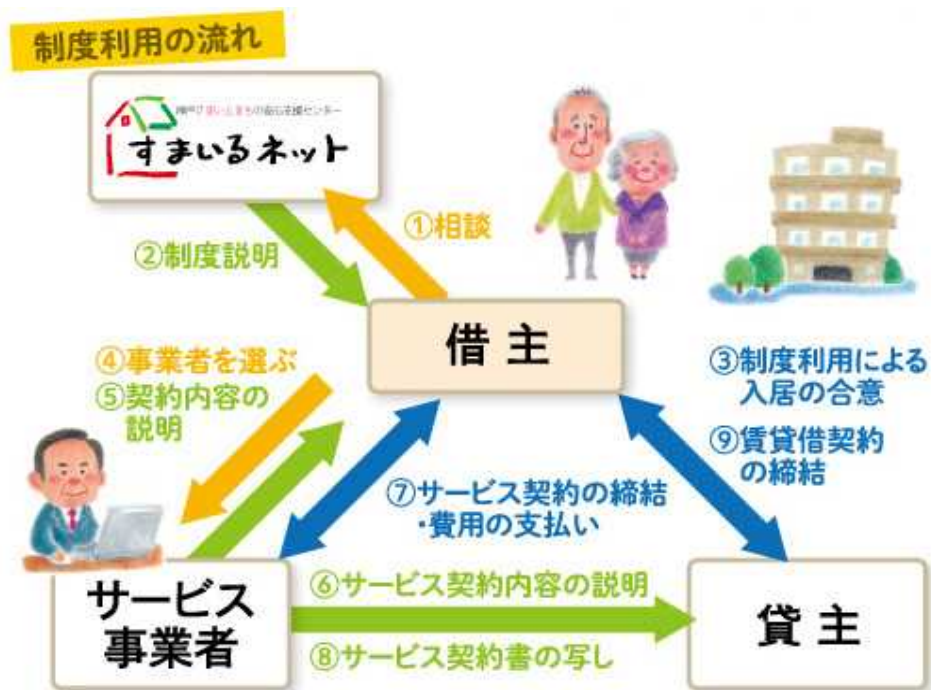 制度利用の流れ
すまいるネット
①相談
②制度説明
借主
④事業者を選ぶ
⑤契約内容の
説明
③制度利用による
入居の合意
⑨賃貸借契約
の締結
⑦サービス契約の締結
・費用の支払い
サービス
事業者
⑥サービス契約内容の説明
⑧サービス契約書の写し
貸主